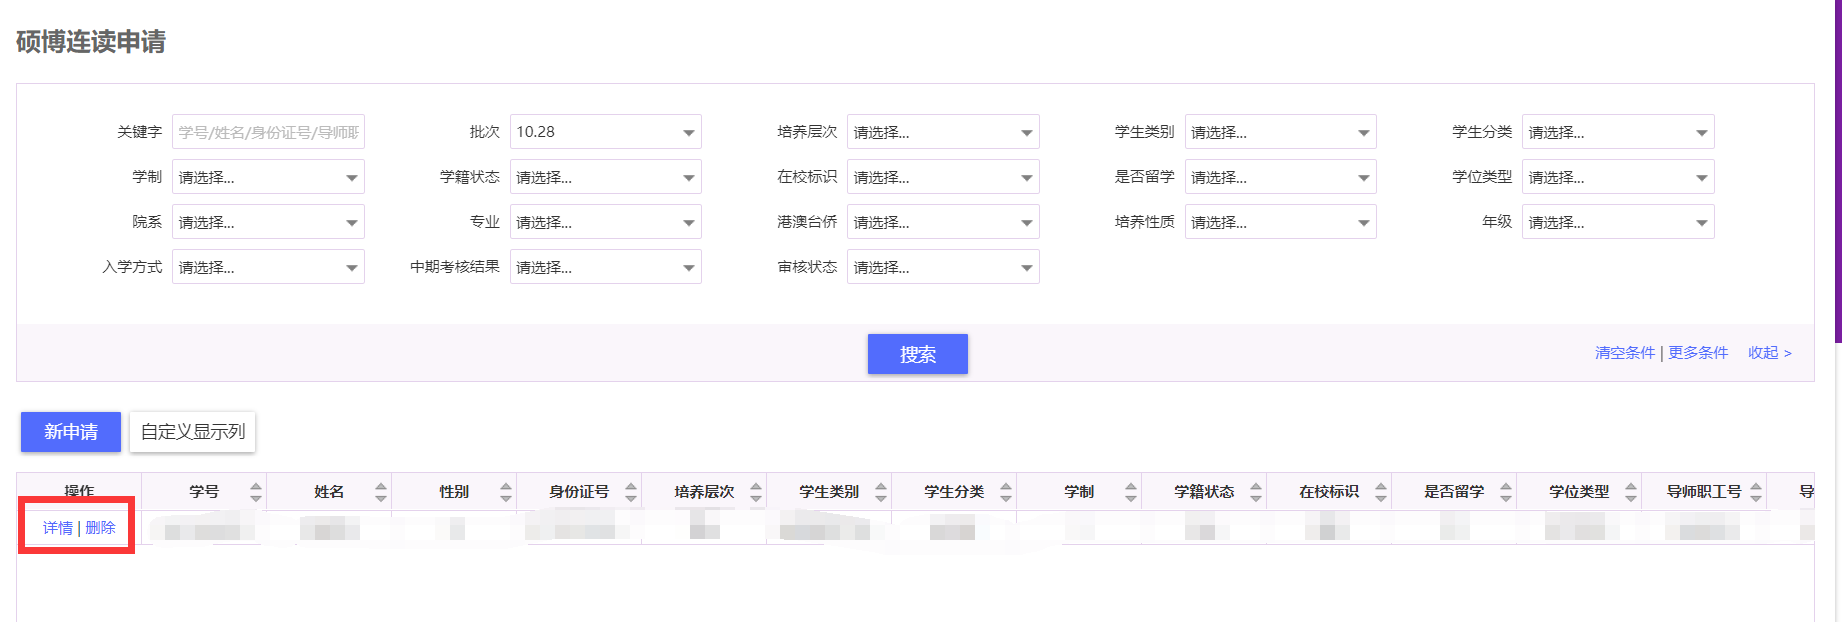 硕博连读申请
关键字 学号/姓名/身份证号/导师职 批次 10.28 培养层次 请选择... 学生类别 请选择... 学生分类 请选择...
学制 请选择... 学籍状态 请选择... 在校标识 请选择... 是否留学 请选择... 学位类型 请选择...
院系 请选择... 专业 请选择... 港澳台侨 请选择... 培养性质 请选择... 年级 请选择...
入学方式 请选择... 中期考核结果 请选择... 审核状态 请选择...
搜索 清空条件 | 更多条件 收起 >
新申请 自定义显示列
操作 学号 姓名 性别 身份证号 培养层次 学生类别 学生分类 学制 学籍状态 在校标识 是否留学 学位类型 导师职工号 导
详情 | 删除